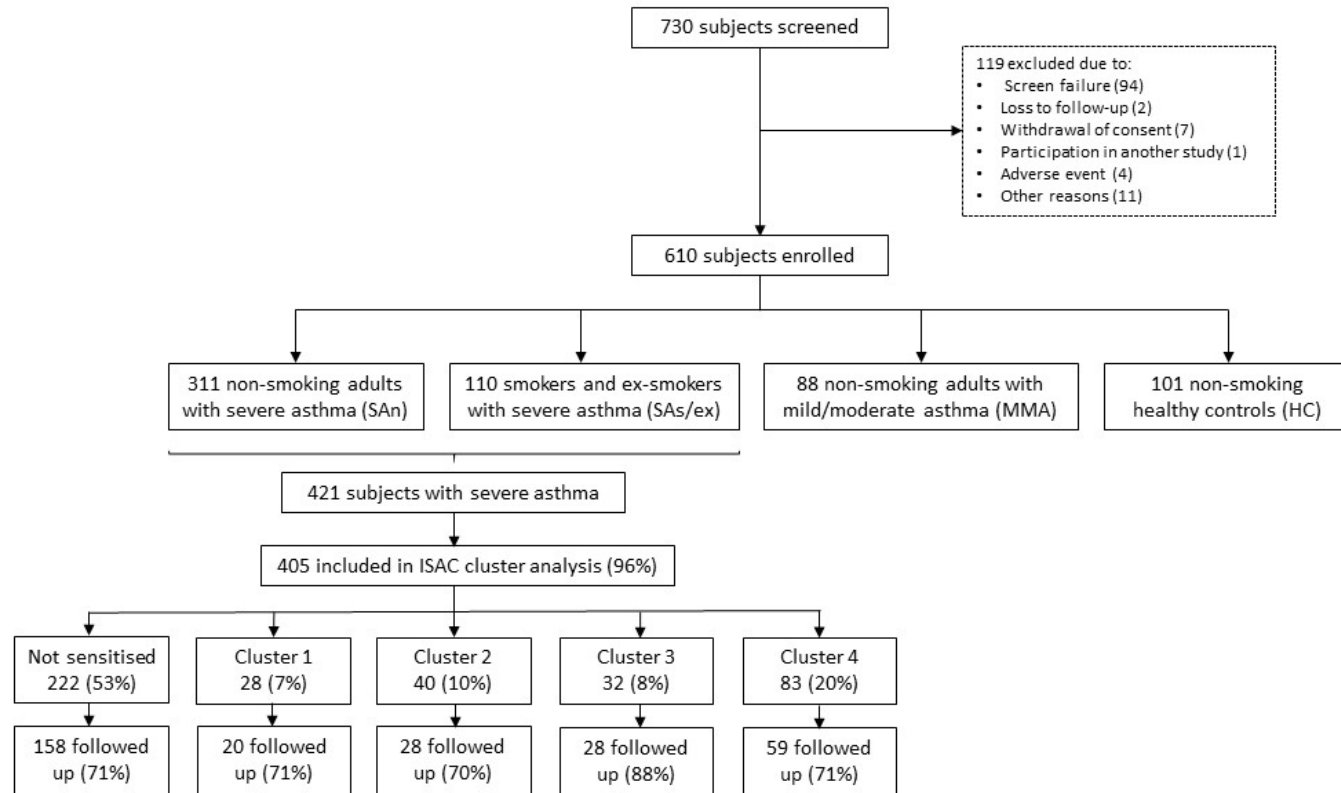 730 subjects screened
119 excluded due to:
• Screen failure (94)
• Loss to follow-up (2)
• Withdrawal of consent (7)
• Participation in another study (1)
• Adverse event (4)
• Other reasons (11)
610 subjects enrolled
311 non-smoking adults
with severe asthma (SAn)
110 smokers and ex-smokers
with severe asthma (SAs/ex)
88 non-smoking adults with
mild/moderate asthma (MMA)
101 non-smoking
healthy controls (HC)
421 subjects with severe asthma
405 included in ISAC cluster analysis (96%)
Not sensitised
222 (53%)
Cluster 1
28 (7%)
Cluster 2
40 (10%)
Cluster 3
32 (8%)
Cluster 4
83 (20%)
158 followed
up (71%)
20 followed
up (71%)
28 followed
up (70%)
28 followed
up (88%)
59 followed
up (71%)